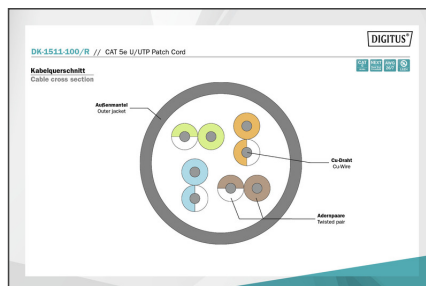 DIGITUS®
DK-1511-100/R // CAT 5e U/UTP Patch Cord
Kabelquerschnitt
Cable cross section
Außenmantel
Outer jacket
Cu-Draht
Cu-Wire
Aderspaare
Twisted pair